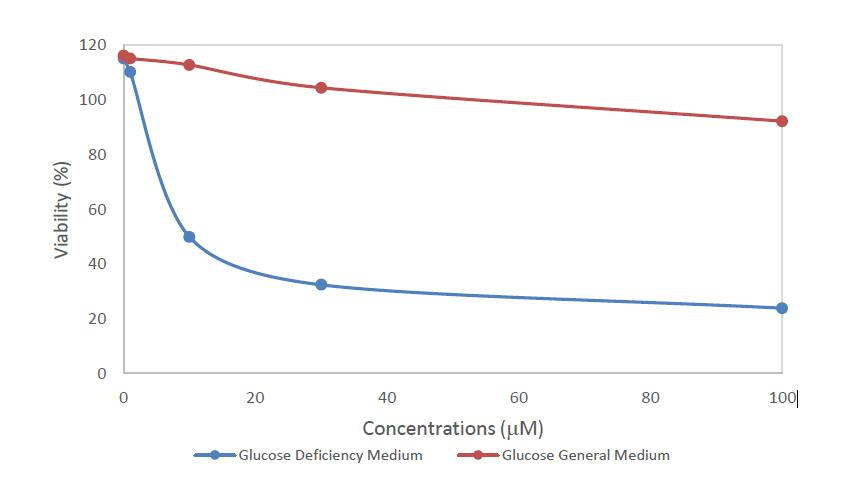 120
100
80
60
40
20
0
Viability (%)
0 20 40 60 80 100
Concentrations (μM)
Glucose Deficiency Medium Glucose General Medium